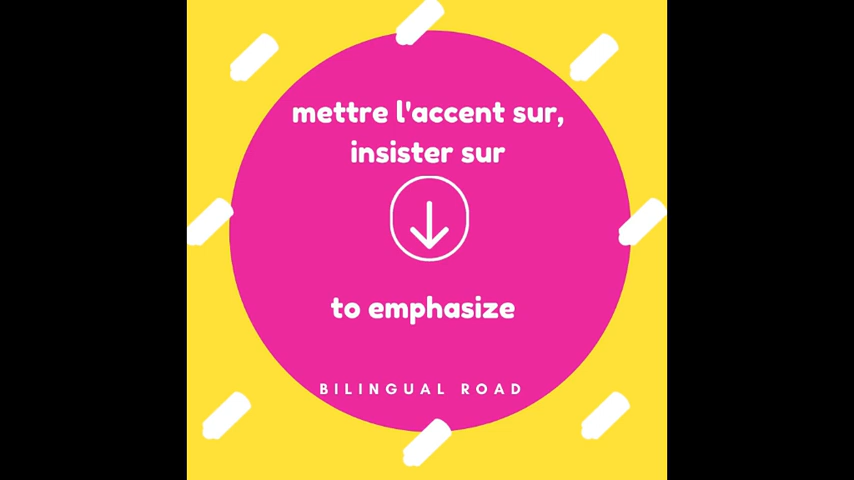 mettre l'accent sur,
insister sur
to emphasize
BILINGUAL ROAD